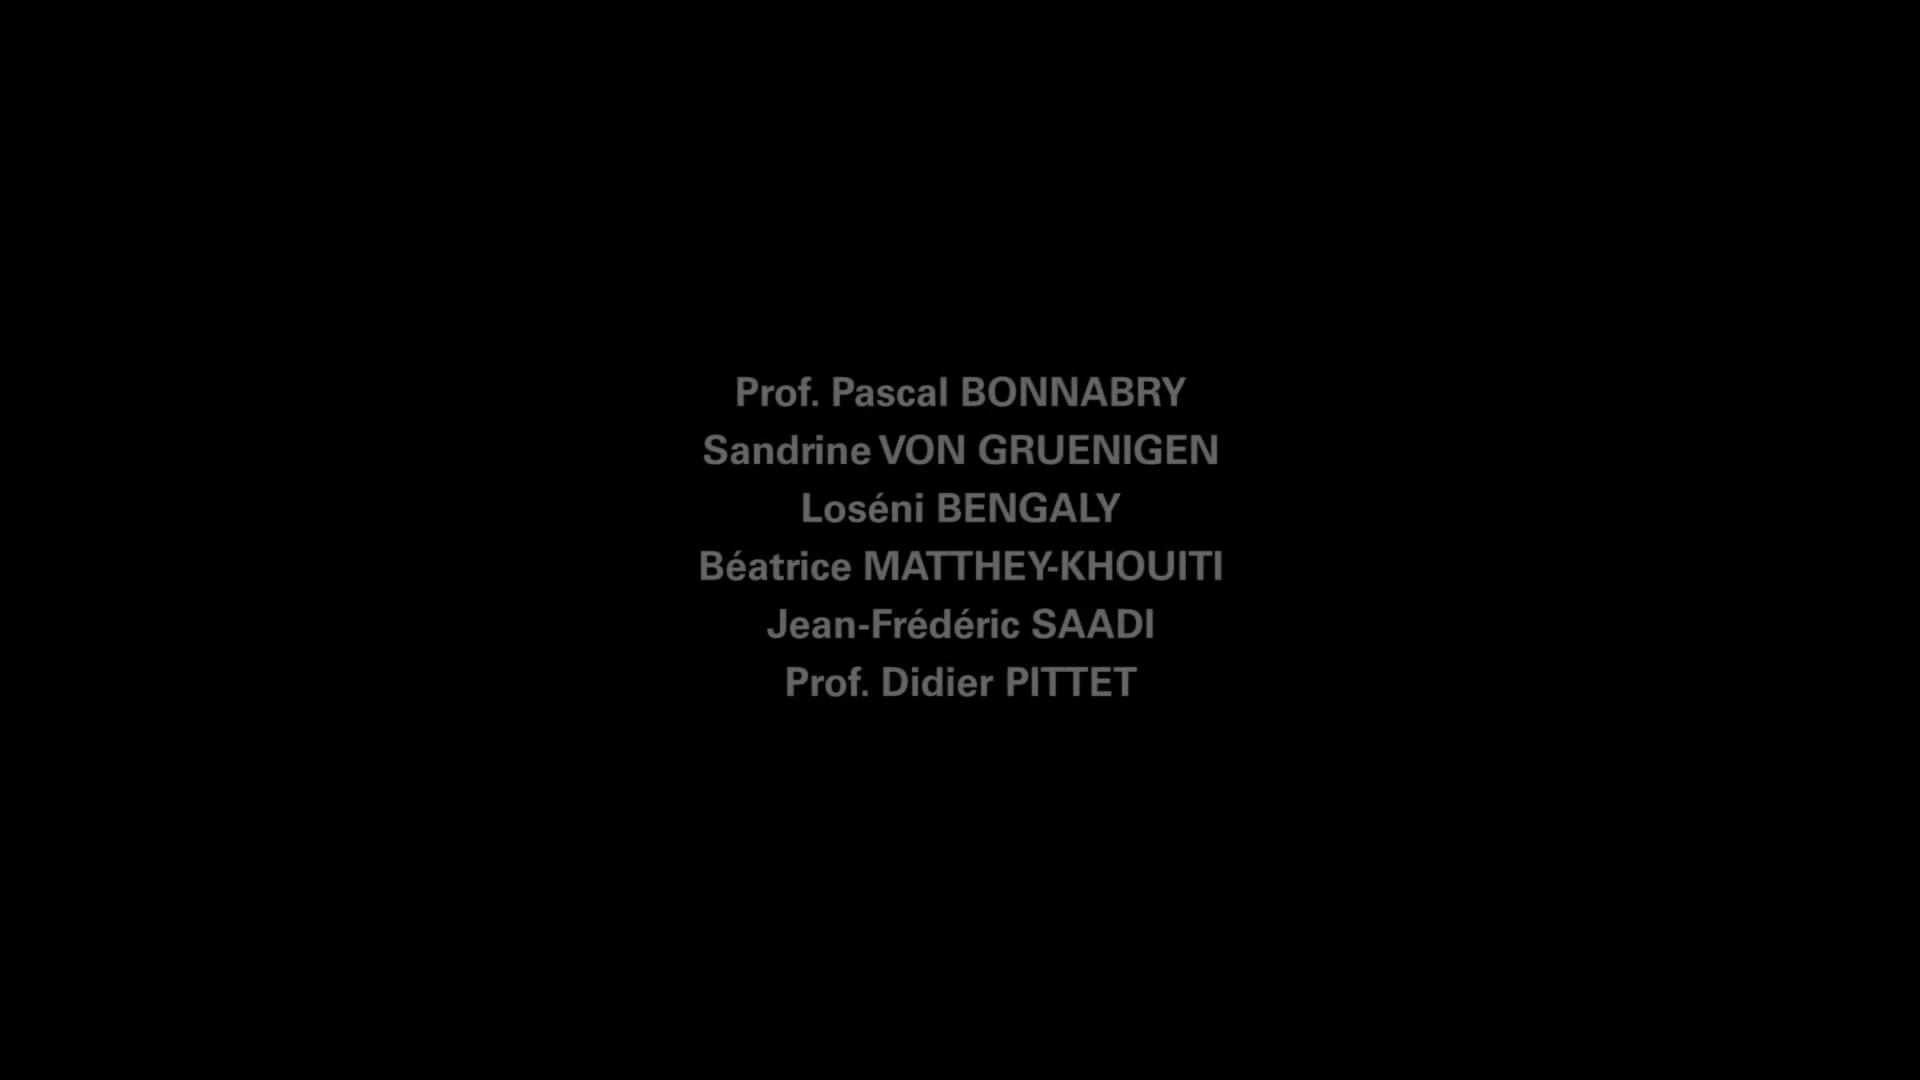 Prof. Pascal BONNABRY
Sandrine VON GRUENIGEN
Loséni BENGALY
Béatrice MATTHEY-KHOUITI
Jean-Frédéric SAADI
Prof. Didier PITTET